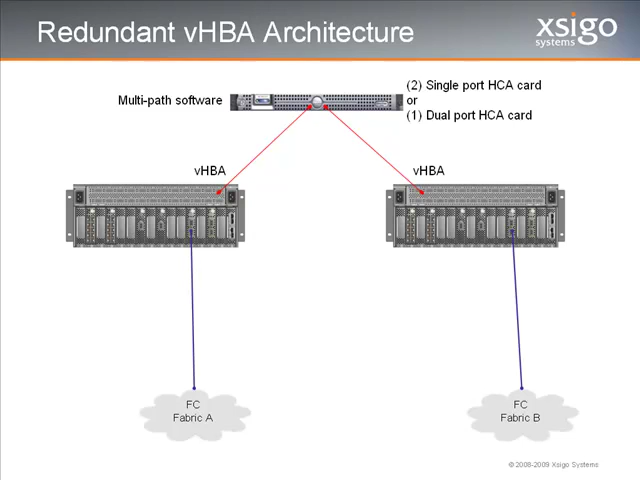 Redundant vHBA Architecture
xsigo
systems
Multi-path software
(2) Single port HCA card
or
(1) Dual port HCA card
vHBA
vHBA
FC
Fabric A
FC
Fabric B
© 2008-2009 Xsigo Systems